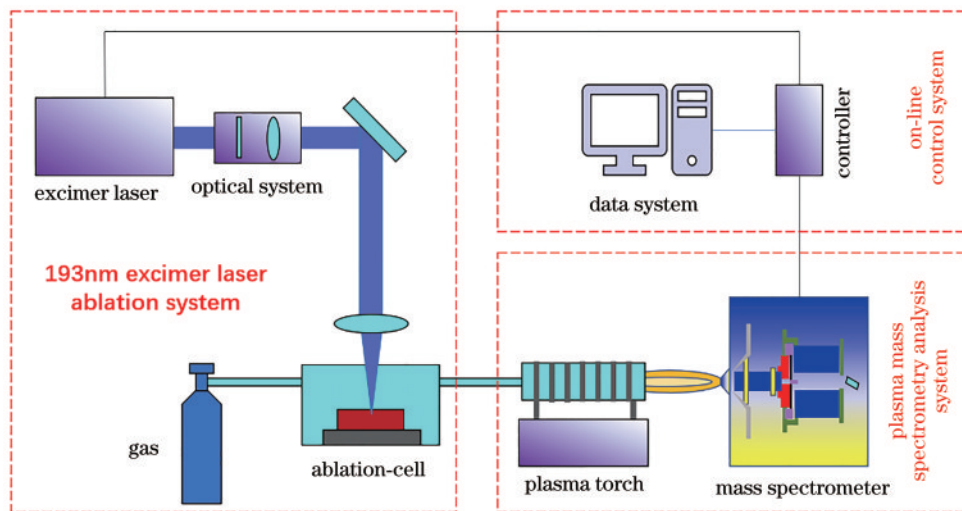 excimer laser
optical system
193nm excimer laser
ablation system
gas
ablation-cell
data system
controller
on-line
control system
plasma torch
mass spectrometer
plasma mass
spectrometry analysis
system